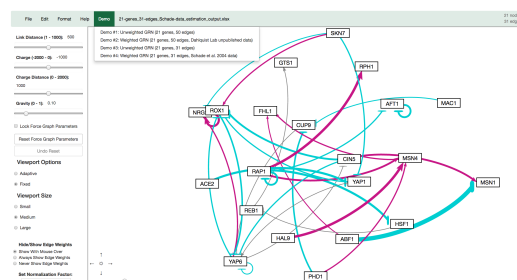 File Edit Format Help Demo 21-genes_31-edges_Schade-data_estimation_output.xlsx
Demo #1: Unweighted GRN (21 genes, 50 edges)
Demo #2: Weighted GRN (21 genes, 50 edges, Dahlquist Lab unpublished data)
Demo #3: Unweighted GRN (21 genes, 31 edges)
Demo #4: Weighted GRN (21 genes, 31 edges, Schade et al. 2004 data)
Link Distance (1 - 1000):
Charge (-2000 - 0): -1000
Charge Distance (0 - 2000):
1000
Gravity (0 - 1): 0.10
Lock Force Graph Parameters
Reset Force Graph Parameters
Undo Reset
Viewport Options
Adaptive
Fixed
Viewport Size
Small
Medium
Large
Hide/Show Edge Weights
Show With Mouse Over
Always Show Edge Weights
Never Show Edge Weights
Set Normalization Factor:
SKN7
GTS1
RPH1
NRG
ROX1
FHL1
AFT1
MAC1
CUP9
CIN5
MSN4
RAP1
ACE2
YAP1
MSN1
REB1
HSF1
HAL9
ABF1
YAP6
PHD1